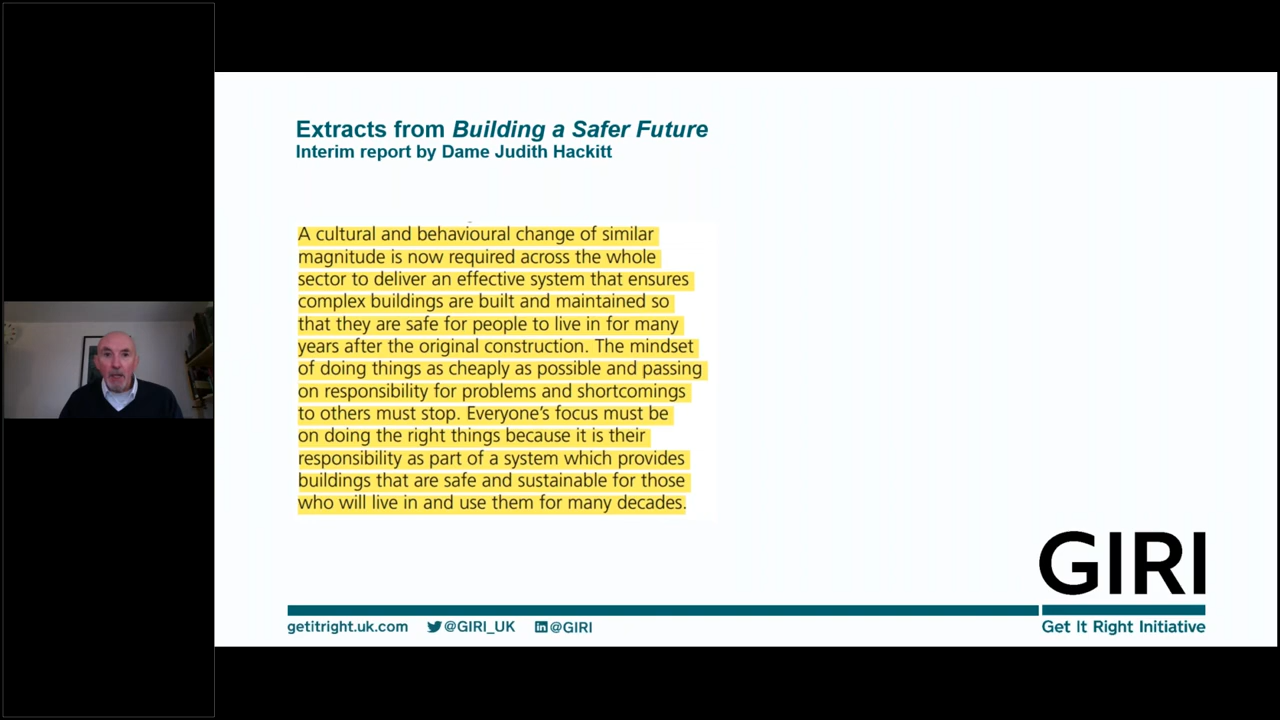 Extracts from Building a Safer Future
Interim report by Dame Judith Hackitt
A cultural and behavioural change of similar
magnitude is now required across the whole
sector to deliver an effective system that ensures
complex buildings are built and maintained so
that they are safe for people to live in for many
years after the original construction. The mindset
of doing things as cheaply as possible and passing
on responsibility for problems and shortcomings
to others must stop. Everyone’s focus must be
on doing the right things because it is their
responsibility as part of a system which provides
buildings that are safe and sustainable for those
who will live in and use them for many decades.
GIRI
getitright.uk.com @GIRI_UK @GIRI
Get It Right Initiative